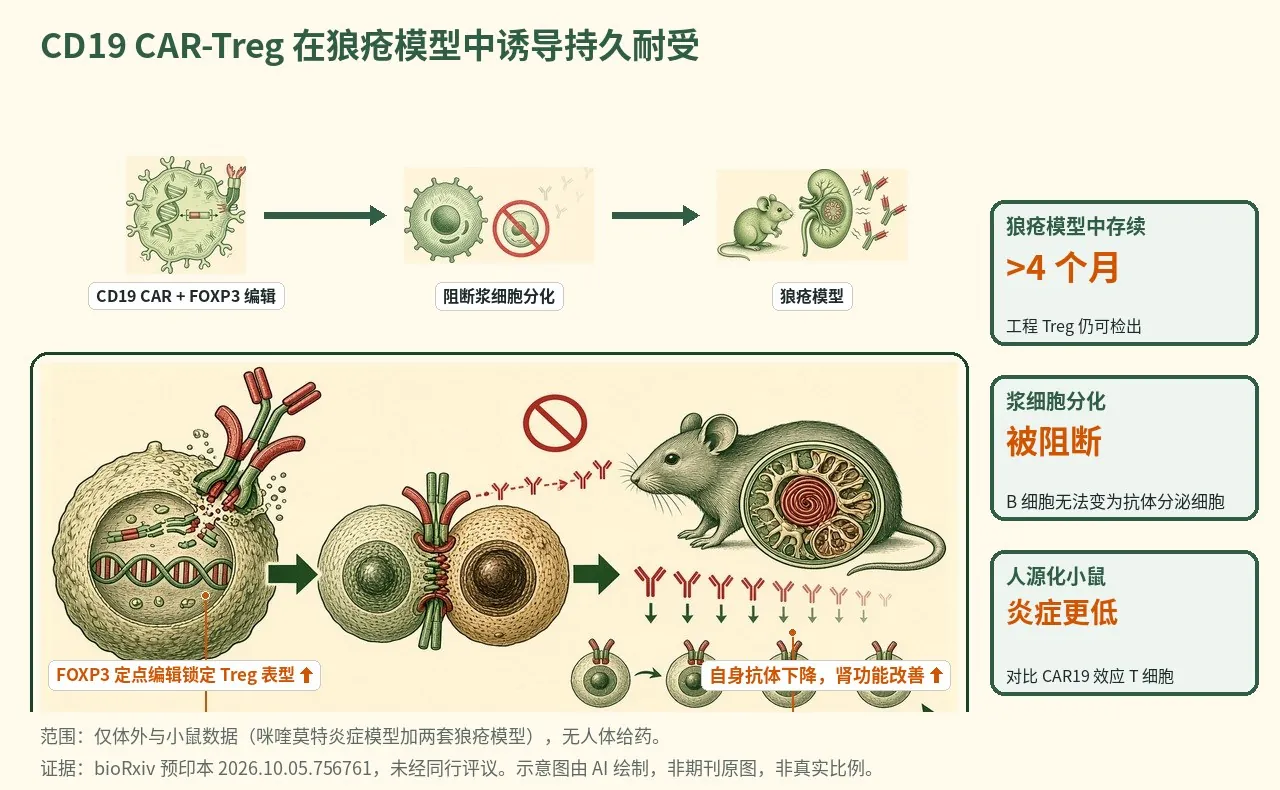 CD19 CAR-Treg 在狼疮模型中诱导持久耐受
CD19 CAR + FOXP3 编辑
阻断浆细胞分化
狼疮模型
狼疮模型中存续
>4 个月
工程 Treg 仍可检出
浆细胞分化
被阻断
B 细胞无法变为抗体分泌细胞
人源化小鼠
炎症更低
对比 CAR19 效应 T 细胞
FOXP3 定点编辑锁定 Treg 表型 ⬆
自身抗体下降，肾功能改善 ⬆
范围：仅体外与小鼠数据（咪喹莫特炎症模型加两套狼疮模型），无人体给药。
证据：bioRxiv 预印本 2026.10.05.756761，未经同行评议。示意图由 AI 绘制，非期刊原图，非真实比例。